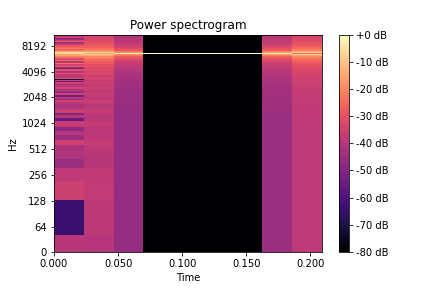 Power spectrogram
8192
4096
2048
1024
512
256
128
64
0
Hz
0.000 0.050 0.100 0.150 0.200
Time
+0 dB
-10 dB
-20 dB
-30 dB
-40 dB
-50 dB
-60 dB
-70 dB
-80 dB